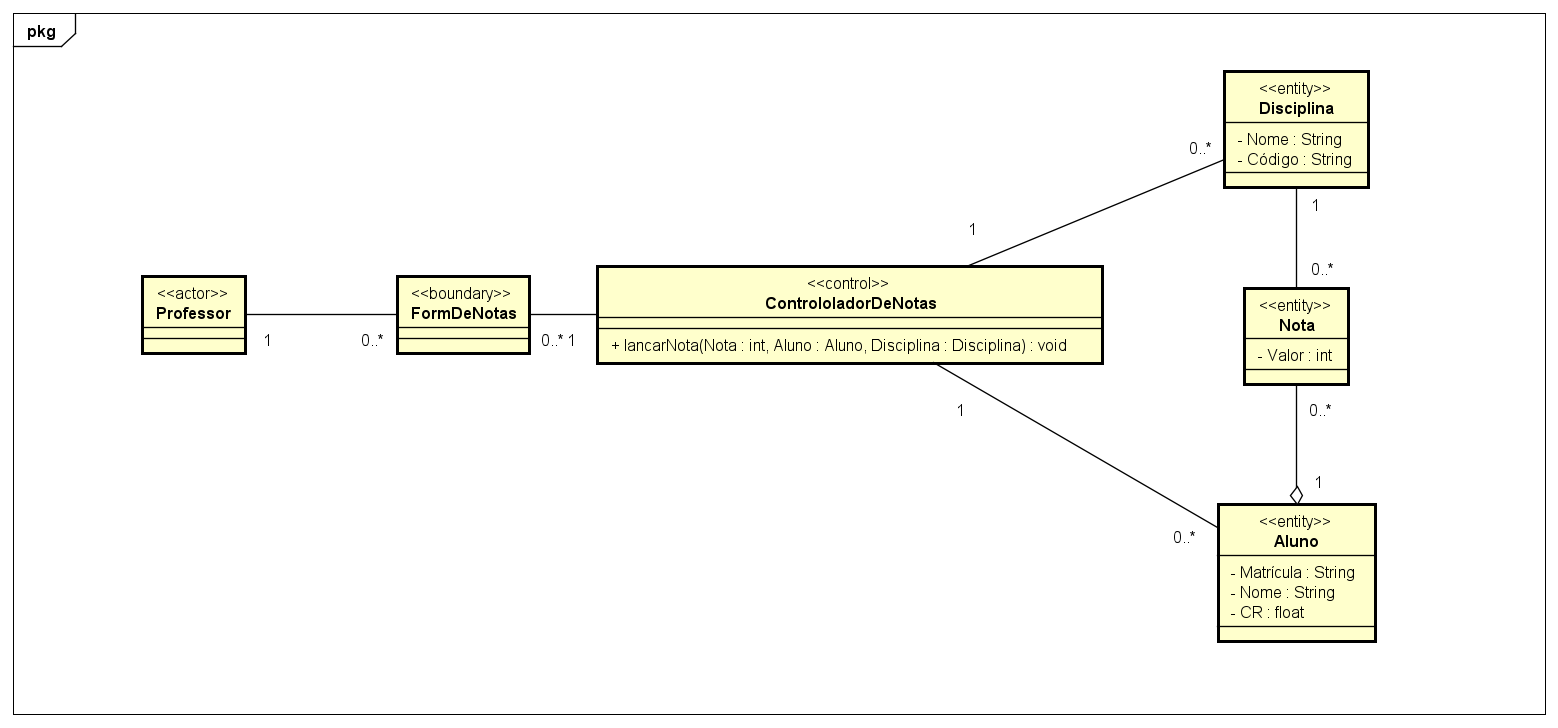 pkg
<<entity>>
Disciplina
- Nome : String
- Código : String
0..*
1
1
0..*
<<actor>>
Professor
1
0..*
<<boundary>>
FormDeNotas
0..* 1
<<control>>
ControloladorDeNotas
+ lancarNota(Nota : int, Aluno : Aluno, Disciplina : Disciplina) : void
<<entity>>
Nota
- Valor : int
1
0..*
0..*
1
<<entity>>
Aluno
- Matrícula : String
- Nome : String
- CR : float